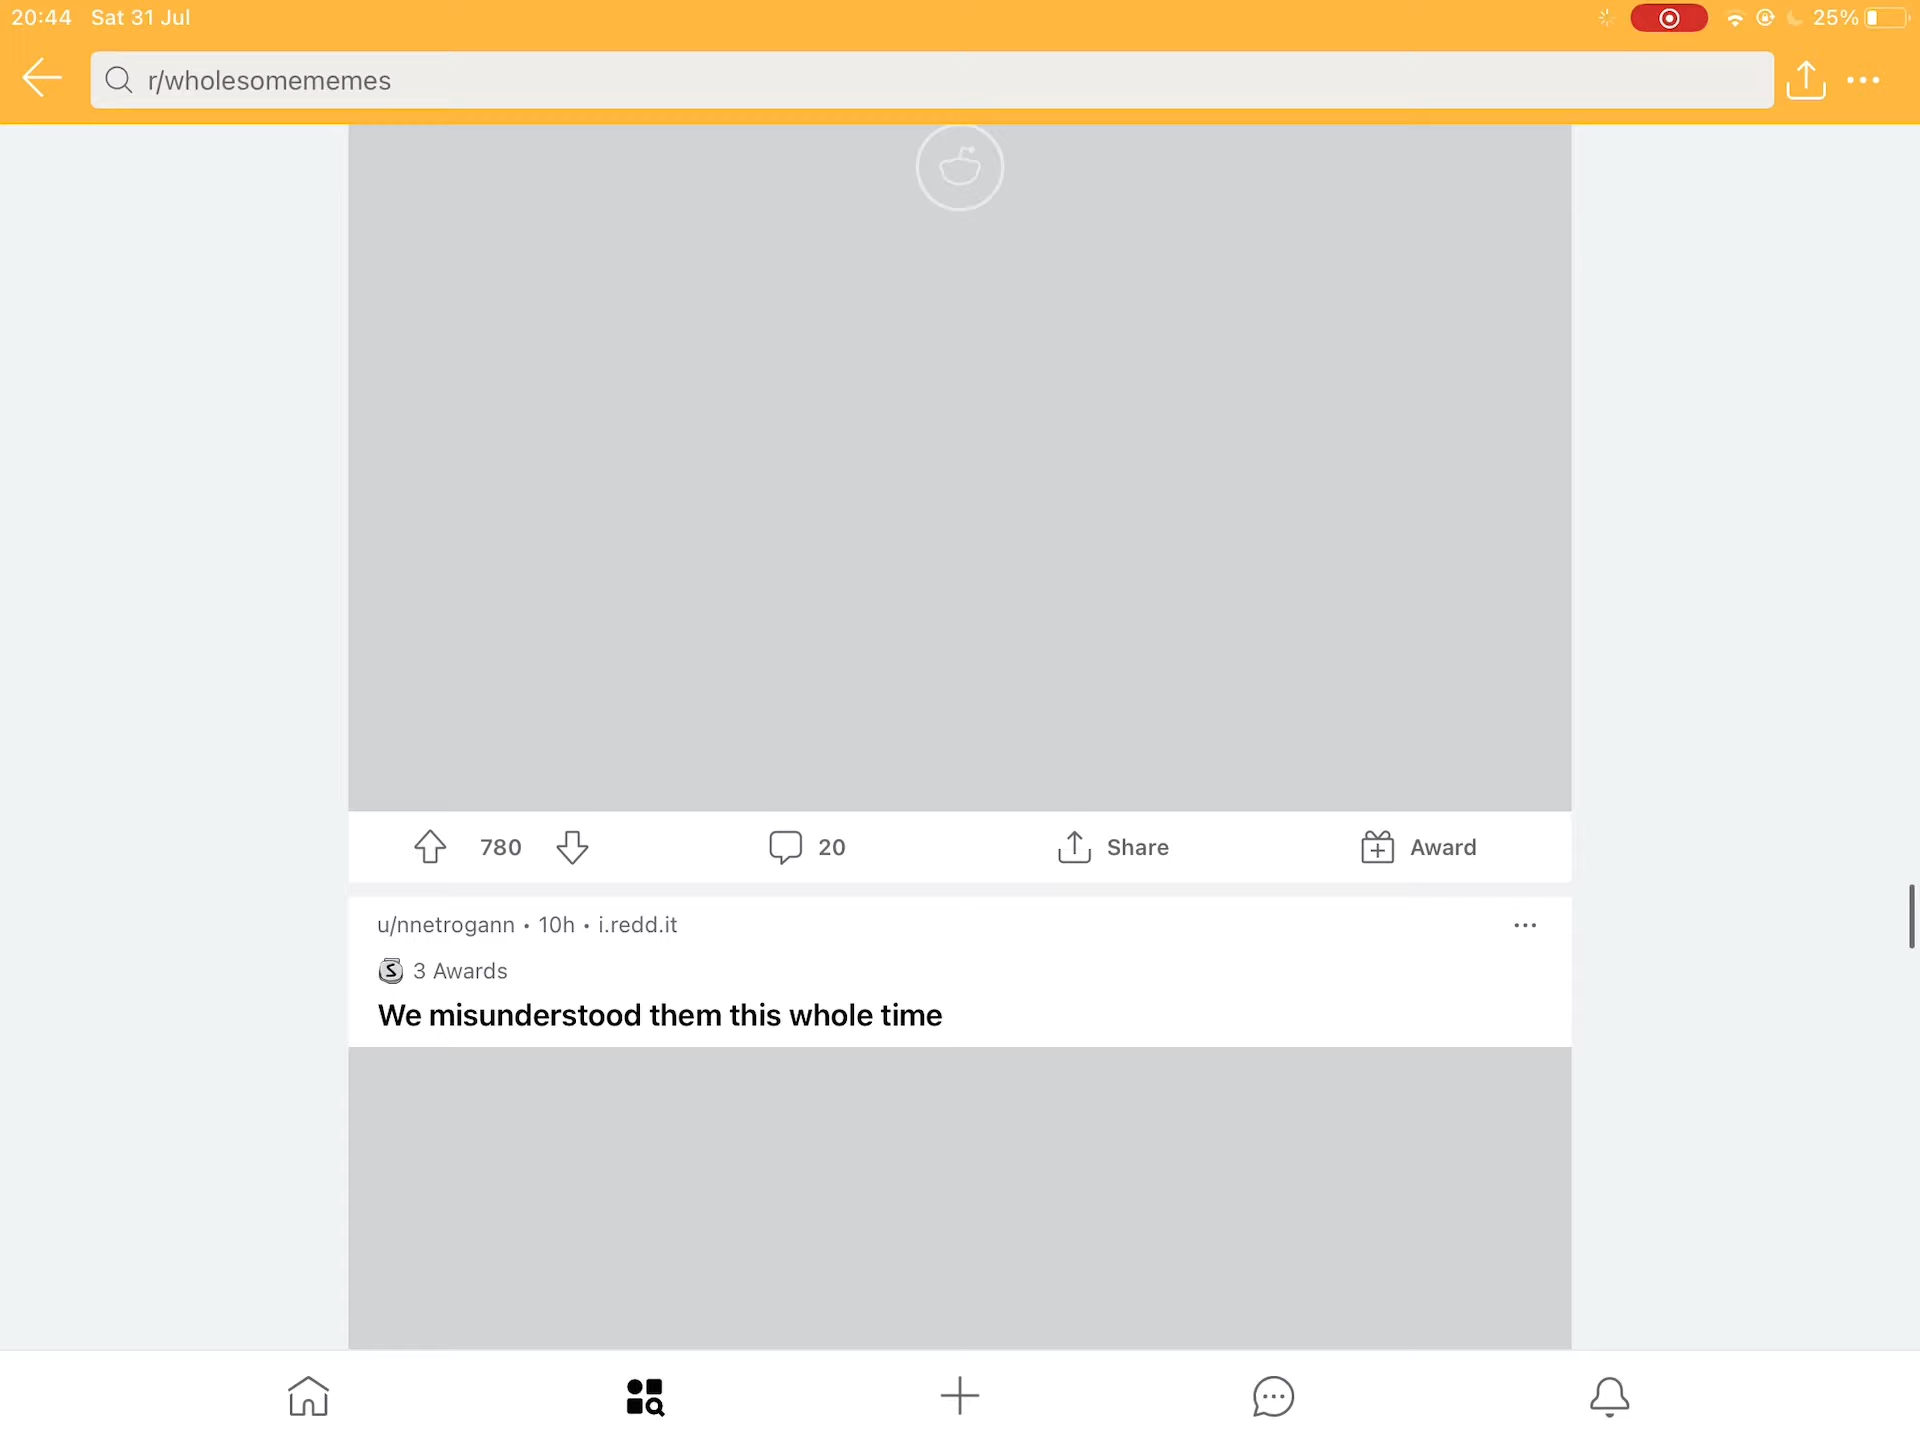 20:44 Sat 31 Jul 25%
r/wholesomememes
780 20 Share Award
u/nnetrogann • 10h • i.redd.it
3 Awards
We misunderstood them this whole time